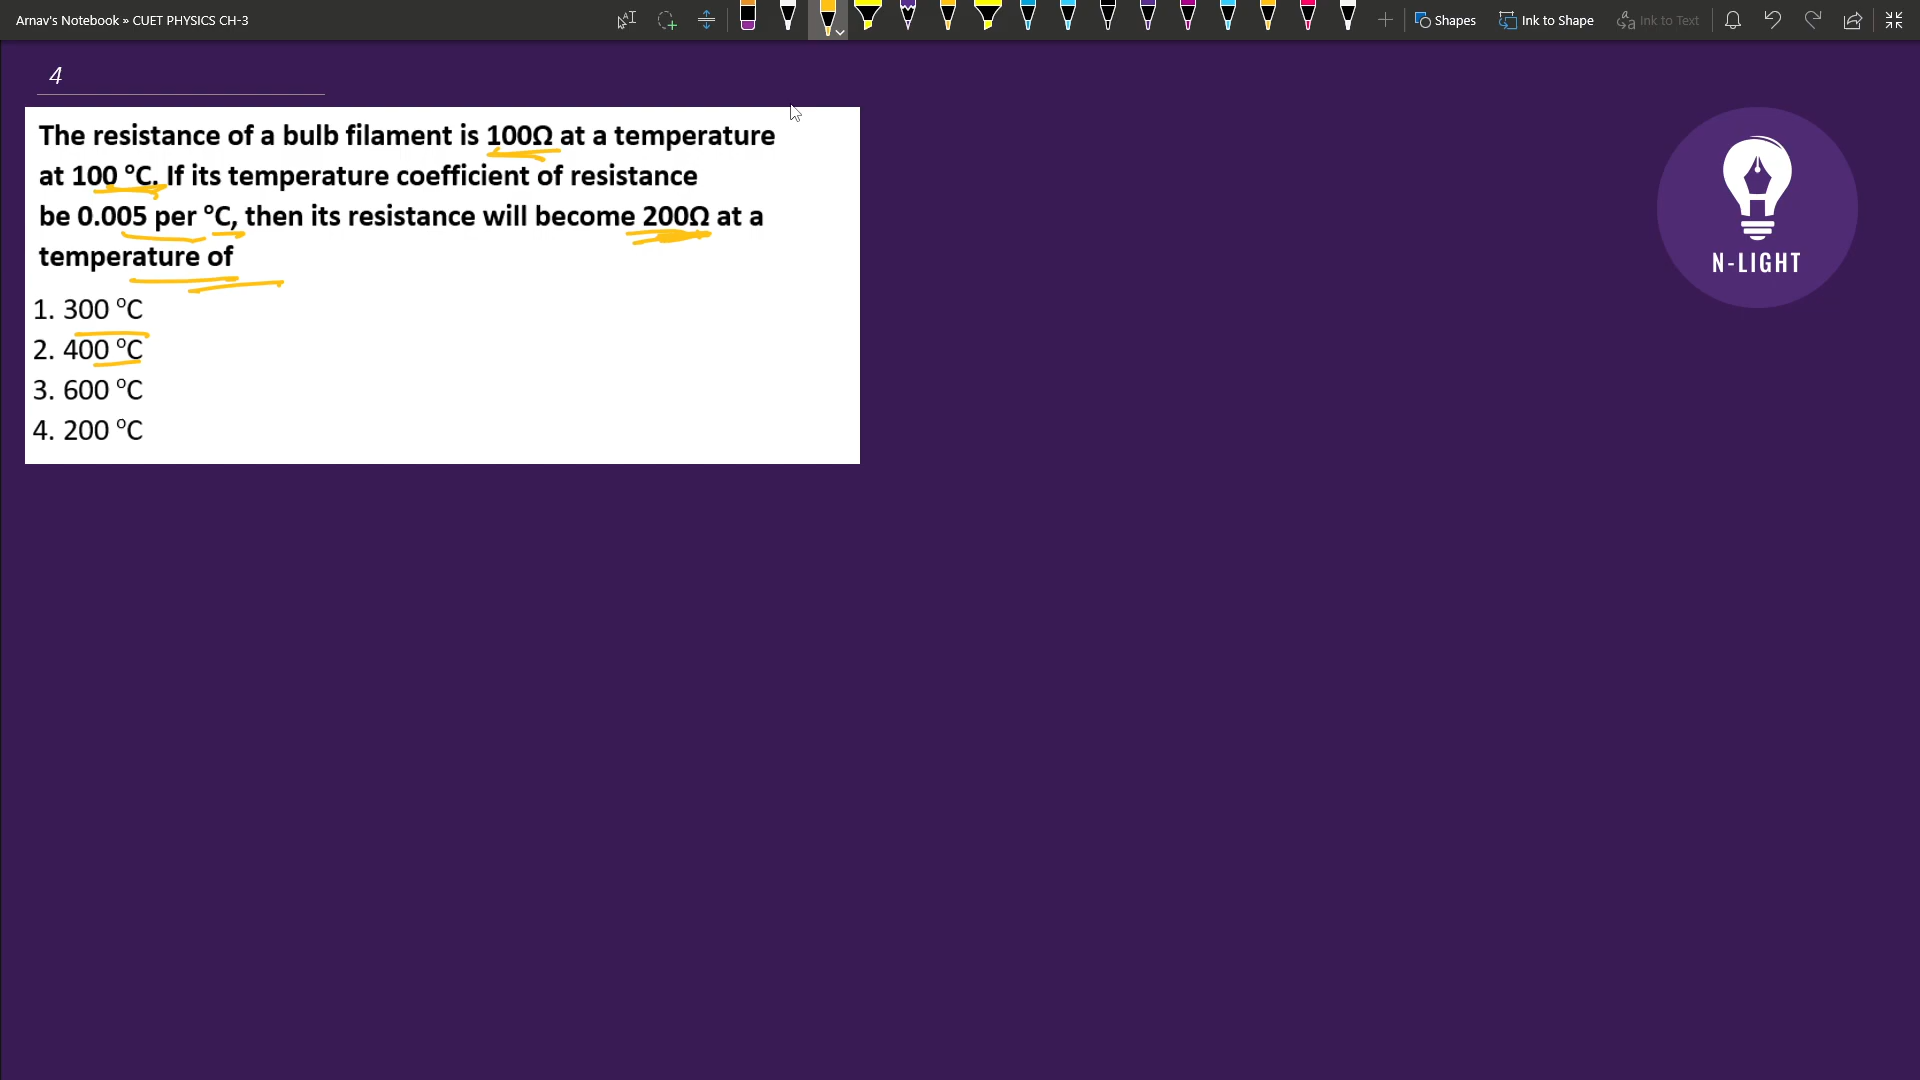 Arnav's Notebook » CUET PHYSICS CH-3
Shapes
Ink to Shape
Ink to Text
4
The resistance of a bulb filament is 100Ω at a temperature
at 100 °C. If its temperature coefficient of resistance
be 0.005 per °C, then its resistance will become 200Ω at a
temperature of
1. 300 °C
2. 400 °C
3. 600 °C
4. 200 °C
N-LIGHT